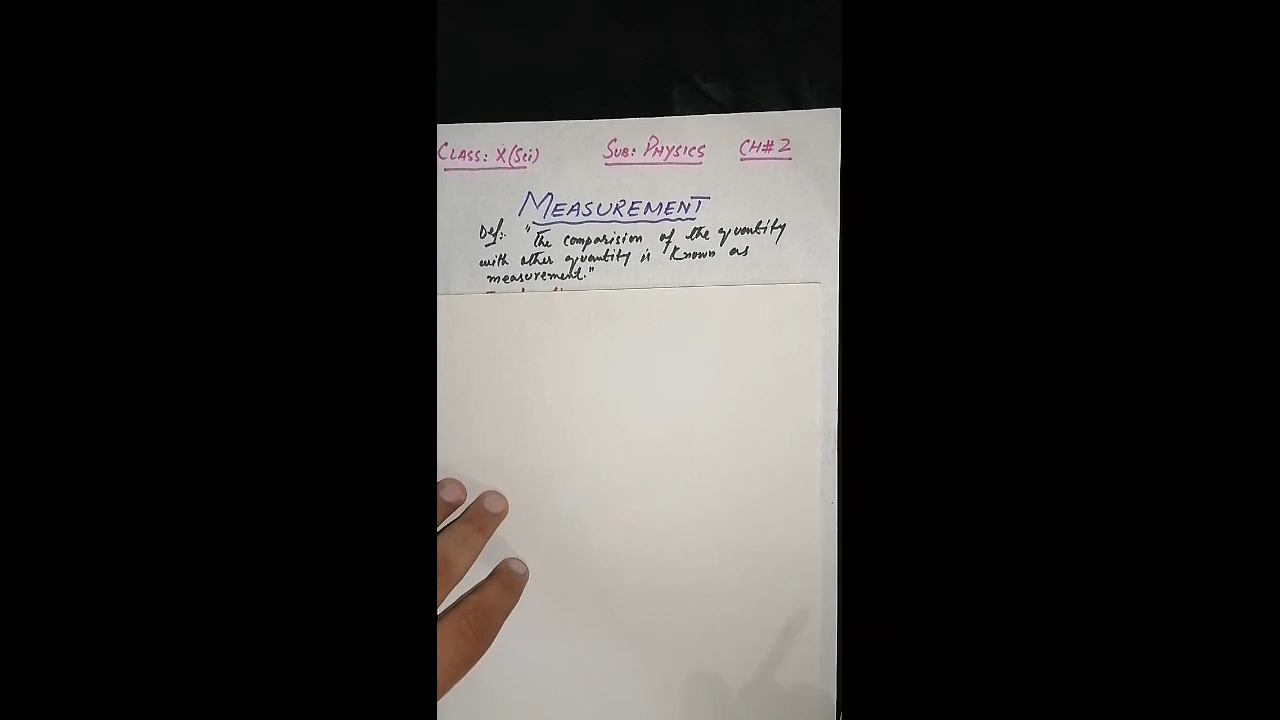 CLASS: X(Sci) SUB: PHYSICS CH#2
MEASUREMENT
Def: "The comparision of the quantity
with other quantity is known as
measurement."